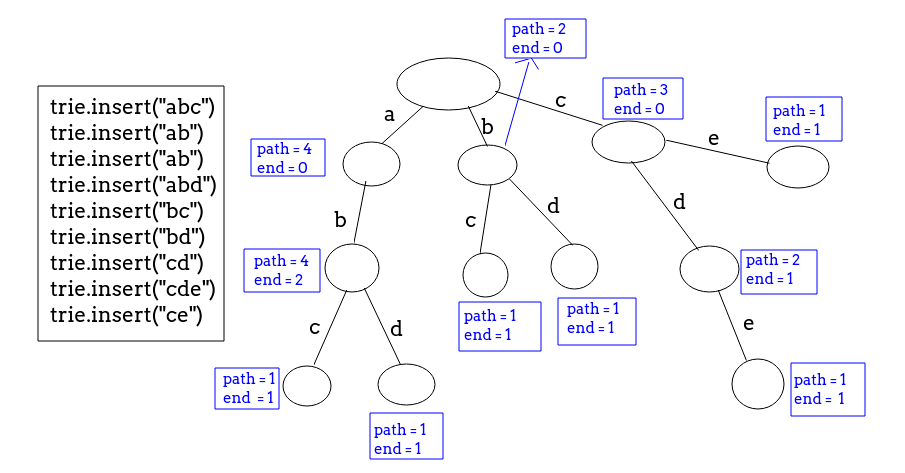 trie.insert("abc")
trie.insert("ab")
trie.insert("ab")
trie.insert("abd")
trie.insert("bc")
trie.insert("bd")
trie.insert("cd")
trie.insert("cde")
trie.insert("ce")
path = 2
end = 0
a
b
c
path = 3
end = 0
path = 1
end = 1
e
path = 4
end = 0
b
c
d
d
path = 4
end = 2
path = 2
end = 1
path = 1
end = 1
path = 1
end = 1
c
d
e
path = 1
end = 1
path = 1
end = 1
path = 1
end = 1